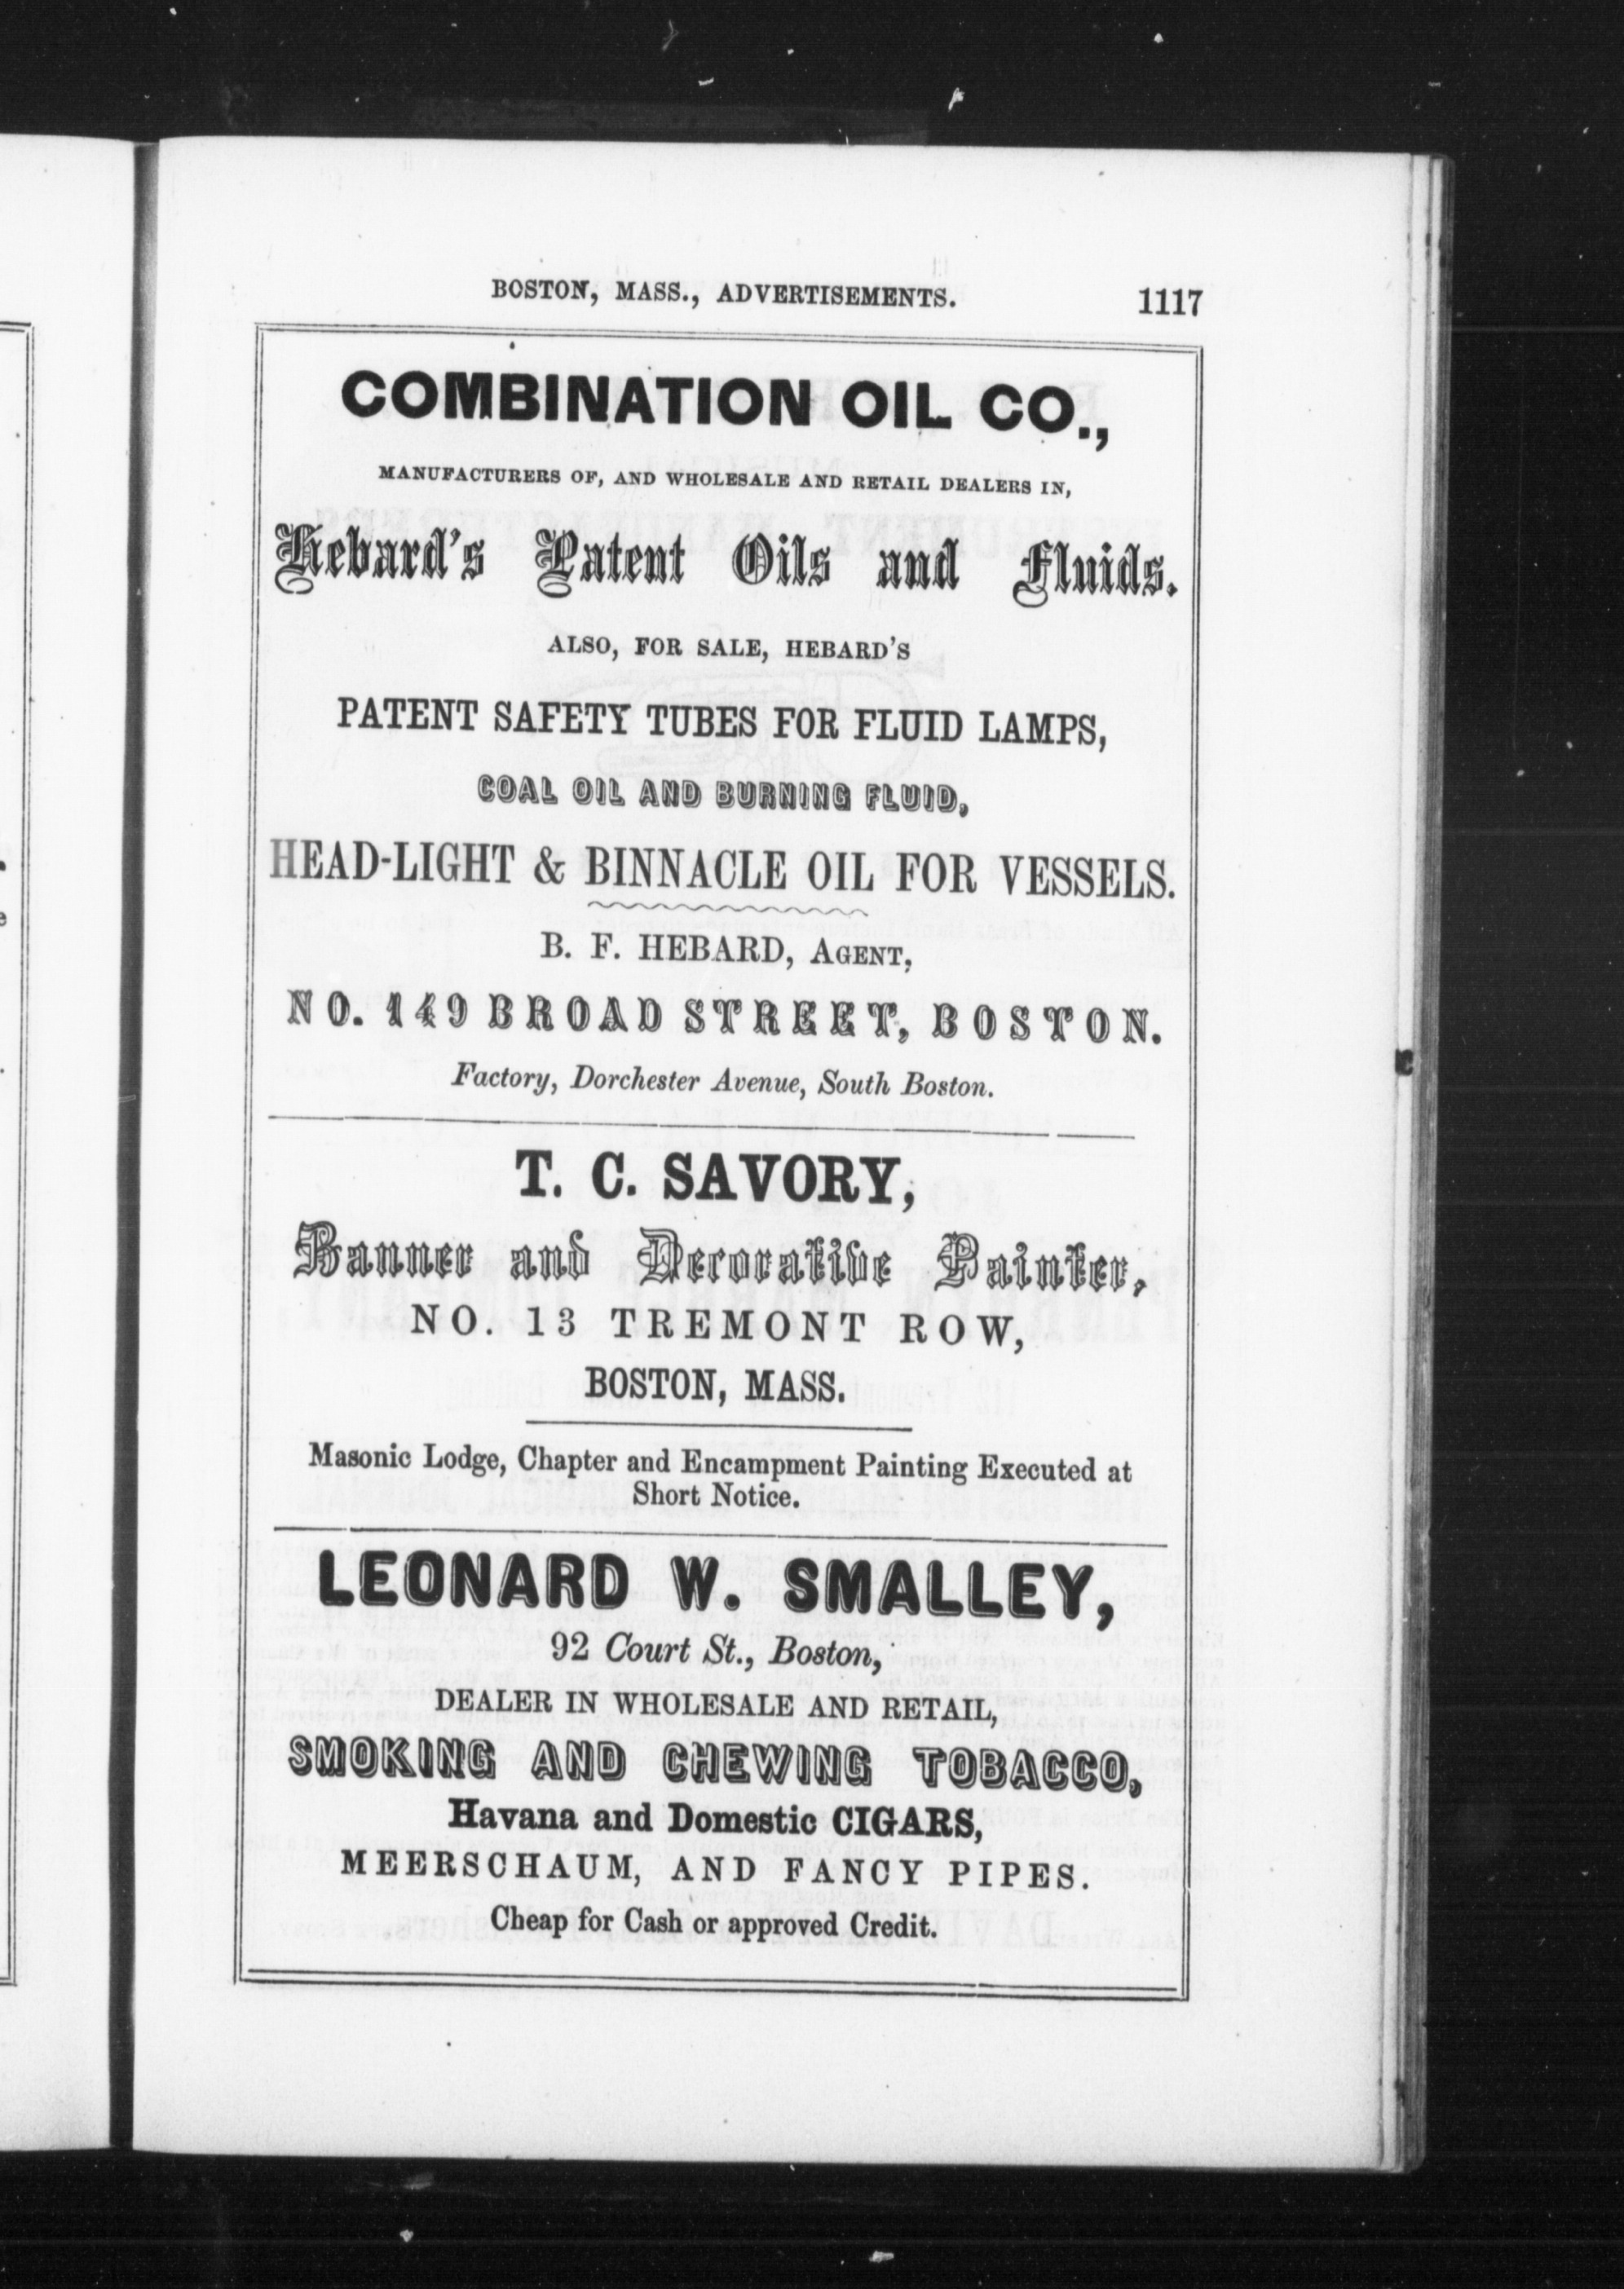 BOSTON, MASS., ADVERTISEMENTS. 1117
COMBINATION OIL CO.,
MANUFACTURERS OF, AND WHOLESALE AND RETAIL DEALERS IN,
Hebard's Patent Oils and Fluids.
ALSO, FOR SALE, HEBARD'S
PATENT SAFETY TUBES FOR FLUID LAMPS,
COAL OIL AND BURNING FLUID,
HEAD-LIGHT & BINNACLE OIL FOR VESSELS.
B. F. HEBARD, AGENT,
NO. 149 BROAD STREET, BOSTON.
Factory, Dorchester Avenue, South Boston.
T. C. SAVORY,
Banner and Decorative Painter,
NO. 13 TREMONT ROW,
BOSTON, MASS.
Masonic Lodge, Chapter and Encampment Painting Executed at
Short Notice.
LEONARD W. SMALLEY,
92 Court St., Boston,
DEALER IN WHOLESALE AND RETAIL,
SMOKING AND CHEWING TOBACCO,
Havana and Domestic CIGARS,
MEERSCHAUM, AND FANCY PIPES.
Cheap for Cash or approved Credit.